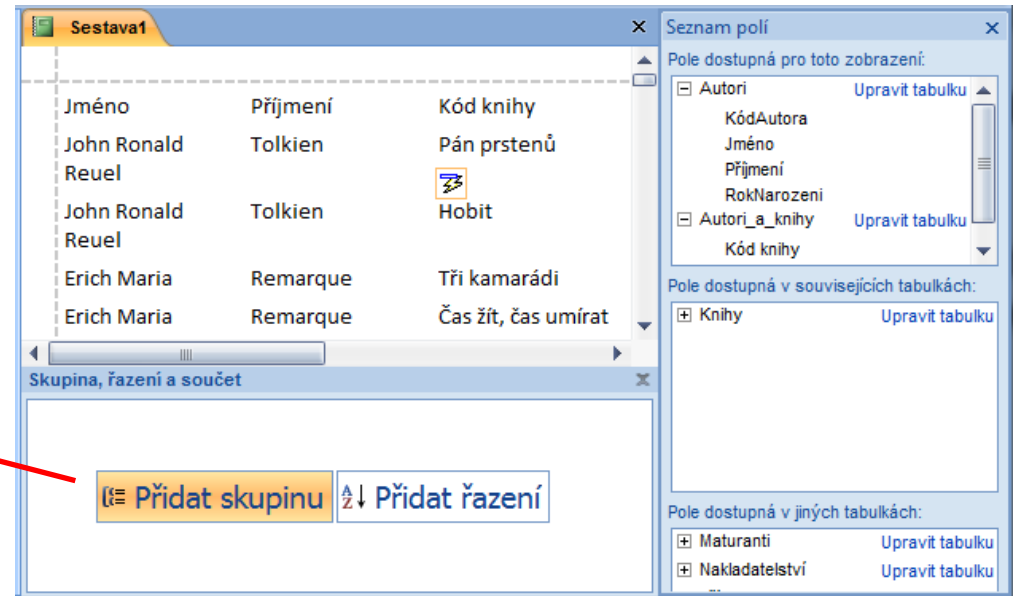 Sestava1
Jméno Příjmení Kód knihy
John Ronald Reuel Tolkien Pán prstenů
John Ronald Reuel Tolkien Hobit
Erich Maria Remarque Tři kamarádi
Erich Maria Remarque Čas žít, čas umírat
Skupina, řazení a součet
Přidat skupinu
Přidat řazení
Seznam polí
Pole dostupná pro toto zobrazení:
Autori Upravit tabulku
KódAutora
Jméno
Příjmení
RokNarozeni
Autori_a_knihy Upravit tabulku
Kód knihy
Pole dostupná v souvisejících tabulkách:
Knihy Upravit tabulku
Pole dostupná v jiných tabulkách:
Maturanti Upravit tabulku
Nakladatelství Upravit tabulku